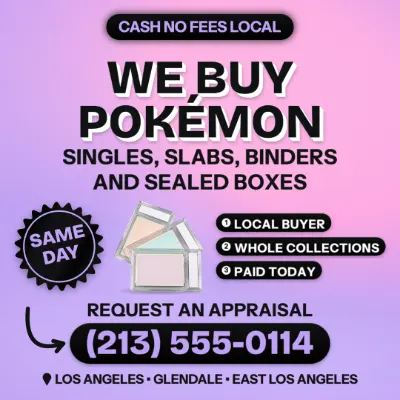 CASH NO FEES LOCAL
WE BUY
POKÉMON
SINGLES, SLABS, BINDERS
AND SEALED BOXES
SAME
DAY
1 LOCAL BUYER
2 WHOLE COLLECTIONS
3 PAID TODAY
REQUEST AN APPRAISAL
(213) 555-0114
LOS ANGELES • GLENDALE • EAST LOS ANGELES